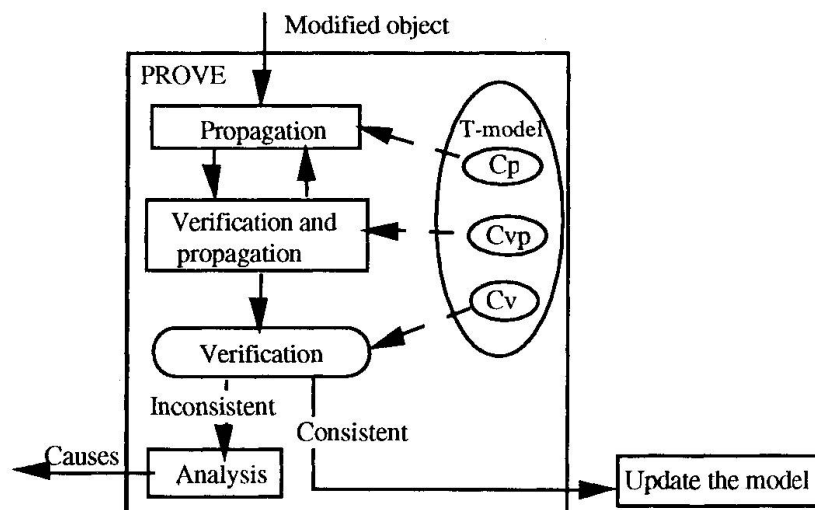 Modified object
PROVE
Propagation
T-model
Cp
Verification and
propagation
Cvp
Cv
Verification
Inconsistent
Consistent
Causes
Analysis
Update the model